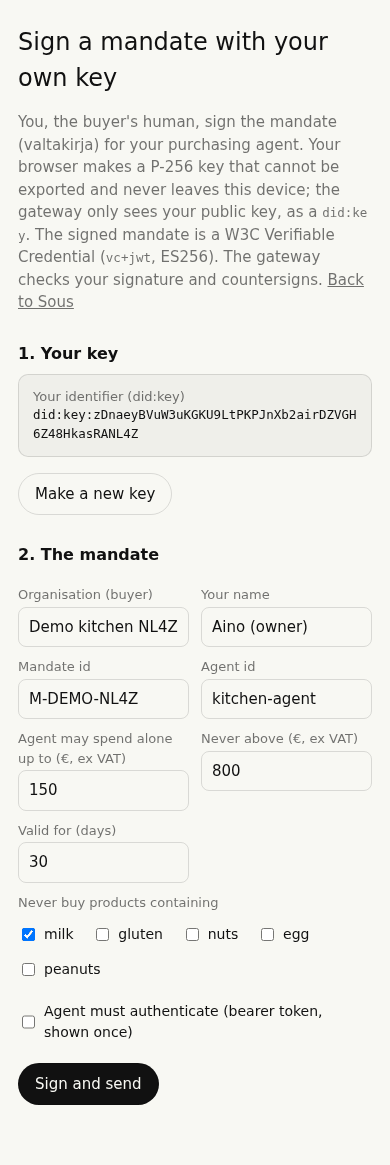 Sign a mandate with your
own key
You, the buyer's human, sign the mandate
(valtakirja) for your purchasing agent. Your
browser makes a P-256 key that cannot be
exported and never leaves this device; the
gateway only sees your public key, as a did:ke
y. The signed mandate is a W3C Verifiable
Credential (vc+jwt, ES256). The gateway
checks your signature and countersigns. Back
to Sous
1. Your key
Your identifier (did:key)
did:key:zDnaeyBVuW3uKGKU9LtPKPJnXb2airDZVGH
6Z48HkasRANL4Z
Make a new key
2. The mandate
Organisation (buyer) Your name
Demo kitchen NL4Z Aino (owner)
Mandate id Agent id
M-DEMO-NL4Z kitchen-agent
Agent may spend alone Never above (€, ex VAT)
up to (€, ex VAT)
150 800
Valid for (days)
30
Never buy products containing
milk gluten nuts egg
peanuts
Agent must authenticate (bearer token,
shown once)
Sign and send